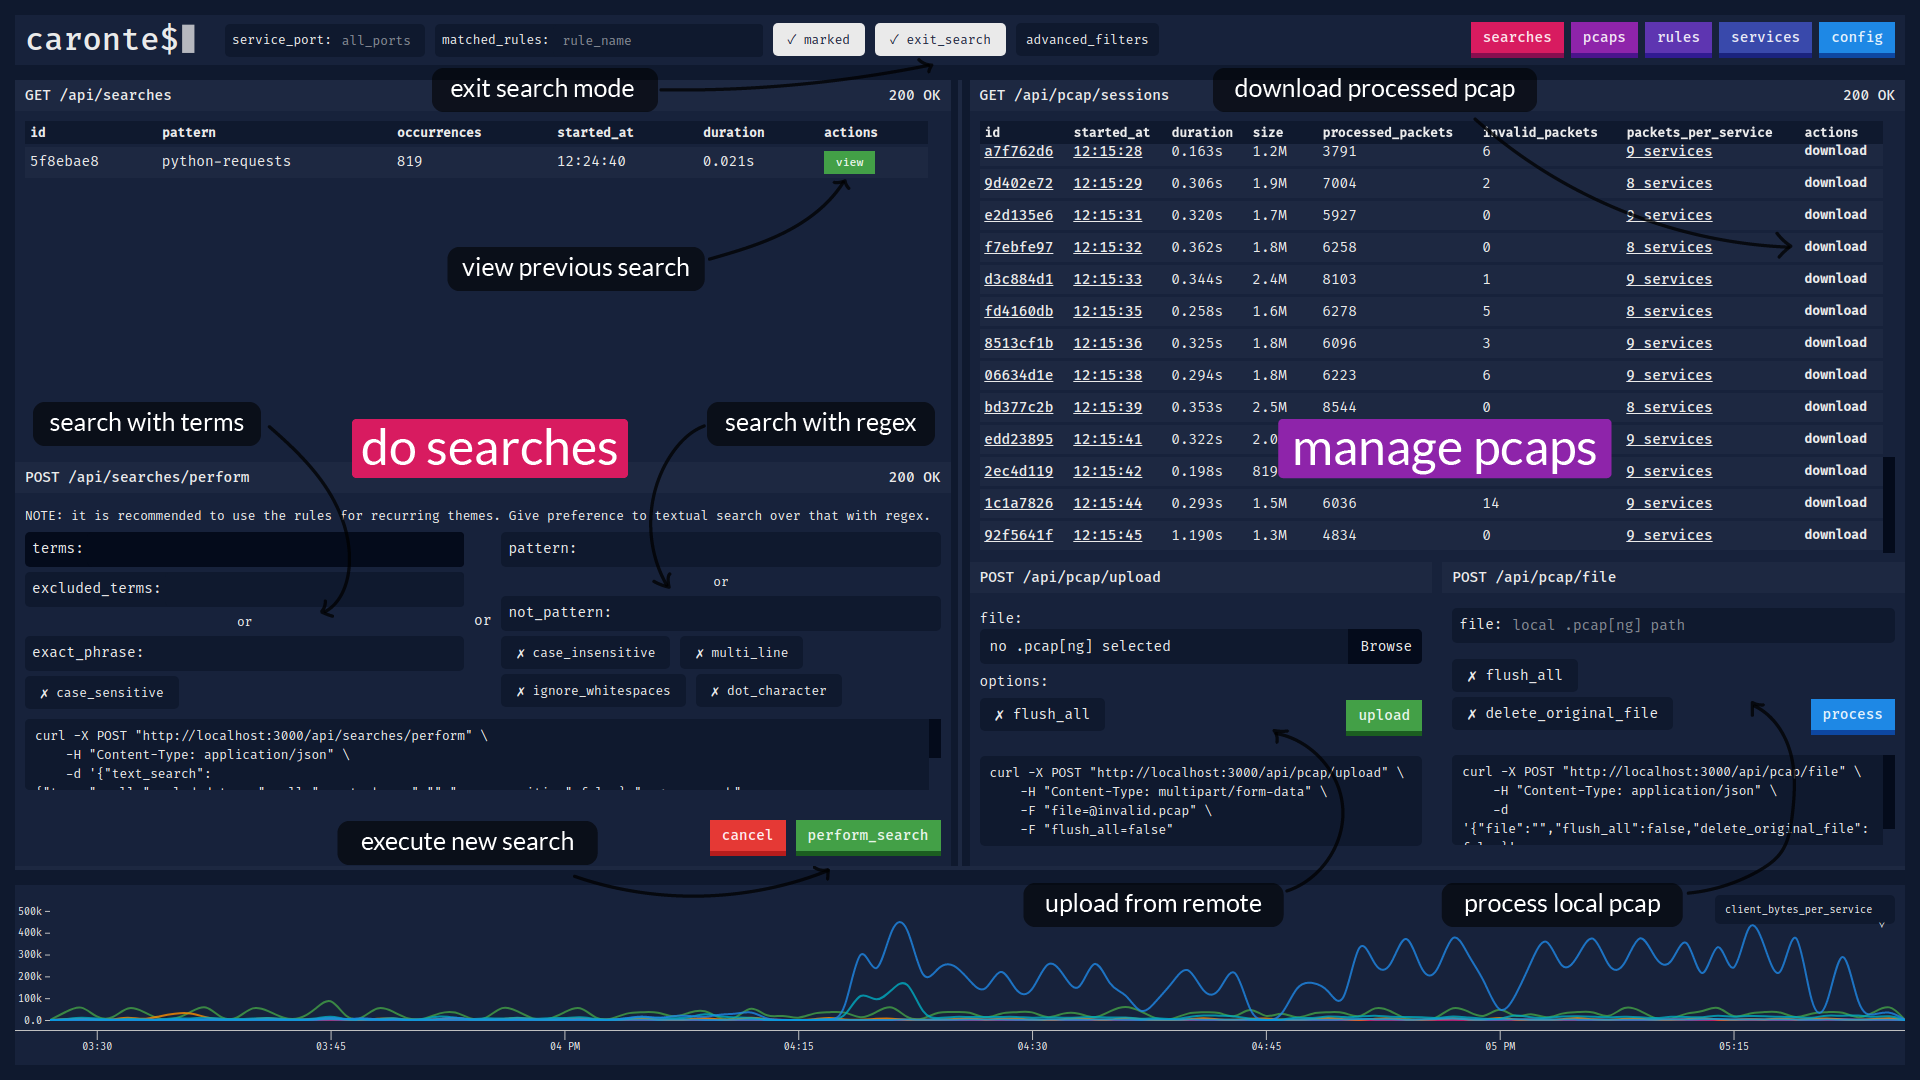 caronte$
service_port: all_ports
matched_rules: rule_name
✓ marked
✓ exit_search
advanced_filters
searches
pcaps
rules
services
config
exit search mode
download processed pcap
GET /api/searches 200 OK
id pattern occurrences started_at duration actions
5f8ebae8 python-requests 819 12:24:40 0.021s view
view previous search
search with terms
do searches
search with regex
POST /api/searches/perform 200 OK
NOTE: it is recommended to use the rules for recurring themes. Give preference to textual search over that with regex.
terms:
excluded_terms:
or
exact_phrase:
✗ case_sensitive
or
pattern:
or
not_pattern:
✗ case_insensitive
✗ multi_line
✗ ignore_whitespaces
✗ dot_character
curl -X POST "http://localhost:3000/api/searches/perform" \
-H "Content-Type: application/json" \
-d '{"text_search":
execute new search
cancel
perform_search
GET /api/pcap/sessions 200 OK
id started_at duration size processed_packets invalid_packets packets_per_service actions
a7f762d6 12:15:28 0.163s 1.2M 3791 6 9 services download
9d402e72 12:15:29 0.306s 1.9M 7004 2 8 services download
e2d135e6 12:15:31 0.320s 1.7M 5927 0 9 services download
f7ebfe97 12:15:32 0.362s 1.8M 6258 0 8 services download
d3c884d1 12:15:33 0.344s 2.4M 8103 1 9 services download
fd4160db 12:15:35 0.258s 1.6M 6278 5 8 services download
8513cf1b 12:15:36 0.325s 1.8M 6096 3 9 services download
06634d1e 12:15:38 0.294s 1.8M 6223 6 9 services download
bd377c2b 12:15:39 0.353s 2.5M 8544 0 8 services download
edd23895 12:15:41 0.322s 2.0 9 services download
2ec4d119 12:15:42 0.198s 819 9 services download
1c1a7826 12:15:44 0.293s 1.5M 6036 14 9 services download
92f5641f 12:15:45 1.190s 1.3M 4834 0 9 services download
manage pcaps
POST /api/pcap/upload
file:
no .pcap[ng] selected Browse
options:
✗ flush_all
upload
curl -X POST "http://localhost:3000/api/pcap/upload" \
-H "Content-Type: multipart/form-data" \
-F "file=@invalid.pcap" \
-F "flush_all=false"
upload from remote
POST /api/pcap/file
file: local .pcap[ng] path
✗ flush_all
✗ delete_original_file
process
curl -X POST "http://localhost:3000/api/pcap/file" \
-H "Content-Type: application/json" \
-d
'{"file":"","flush_all":false,"delete_original_file":
process local pcap
client_bytes_per_service
500k
400k
300k
200k
100k
0.0
03:30 03:45 04 PM 04:15 04:30 04:45 05 PM 05:15